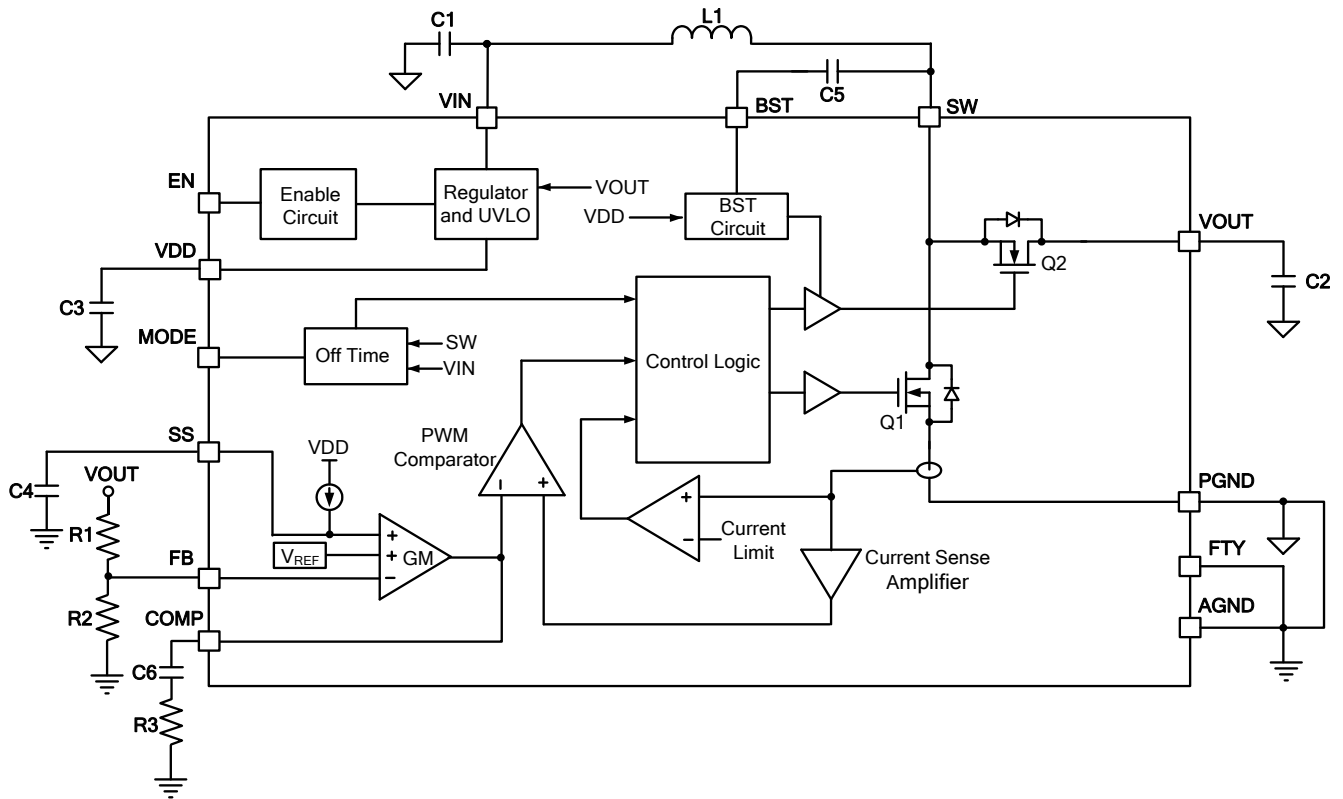 C1
L1
C5
VIN
BST
SW
EN
Enable
Circuit
Regulator
and UVLO
VOUT
VDD
BST
Circuit
VOUT
Q2
C2
VDD
C3
MODE
Off Time
SW
VIN
Control Logic
Q1
SS
C4
VOUT
VDD
PWM
Comparator
R1
VREF
GM
+
+
−
−
+
+
−
Current
Limit
Current Sense
Amplifier
PGND
FTY
AGND
FB
R2
COMP
C6
R3